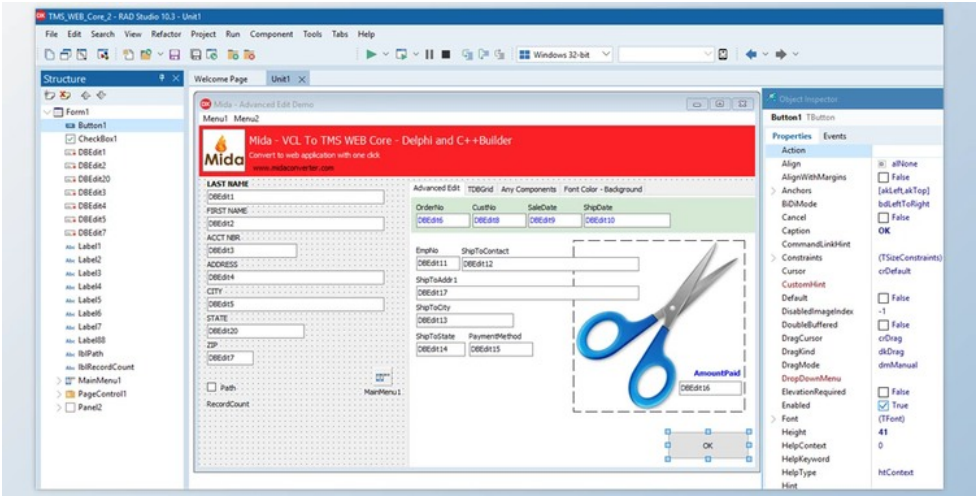 TMS_WEB_Core_2 - RAD Studio 10.3 - Unit1
File Edit Search View Refactor Project Run Component Tools Tabs Help
Windows 32-bit
Structure
Form1
Button1
CheckBox1
DBEdit1
DBEdit2
DBEdit20
DBEdit3
DBEdit4
DBEdit5
DBEdit7
Label1
Label2
Label3
Label4
Label5
Label6
Label7
Label88
lblPath
lblRecordCount
MainMenu1
PageControl1
Panel2
Welcome Page Unit1
Mida - Advanced Edit Demo
Menu1 Menu2
Mida
Mida - VCL To TMS WEB Core - Delphi and C++Builder
Convert to web application with one click
www.midaconverter.com
LAST NAME
DBEdit1
FIRST NAME
DBEdit2
ACCT NBR
DBEdit3
ADDRESS
DBEdit4
CITY
DBEdit5
STATE
DBEdit20
ZIP
DBEdit7
Path
MainMenu1
RecordCount
Advanced Edit TDBGrid Any Components Font Color - Background
OrderNo CustNo SaleDate ShipDate
DBEdit6 DBEdit8 DBEdit9 DBEdit10
EmpNo ShipToContact
DBEdit11 DBEdit12
ShipToAddr1
DBEdit17
ShipToCity
DBEdit13
ShipToState PaymentMethod
DBEdit14 DBEdit15
AmountPaid
DBEdit16
OK
Object Inspector
Button1 TButton
Properties Events
Action
Align alNone
AlignWithMargins False
Anchors [akLeft,akTop]
BiDiMode bdLeftToRight
Cancel False
Caption OK
CommandLinkHint
Constraints (TSizeConstraints)
Cursor crDefault
CustomHint
Default False
DisabledImageIndex -1
DoubleBuffered False
DragCursor crDrag
DragKind dkDrag
DragMode dmManual
DropDownMenu
ElevationRequired False
Enabled True
Font (TFont)
Height 41
HelpContext 0
HelpKeyword
HelpType htContext
Hint